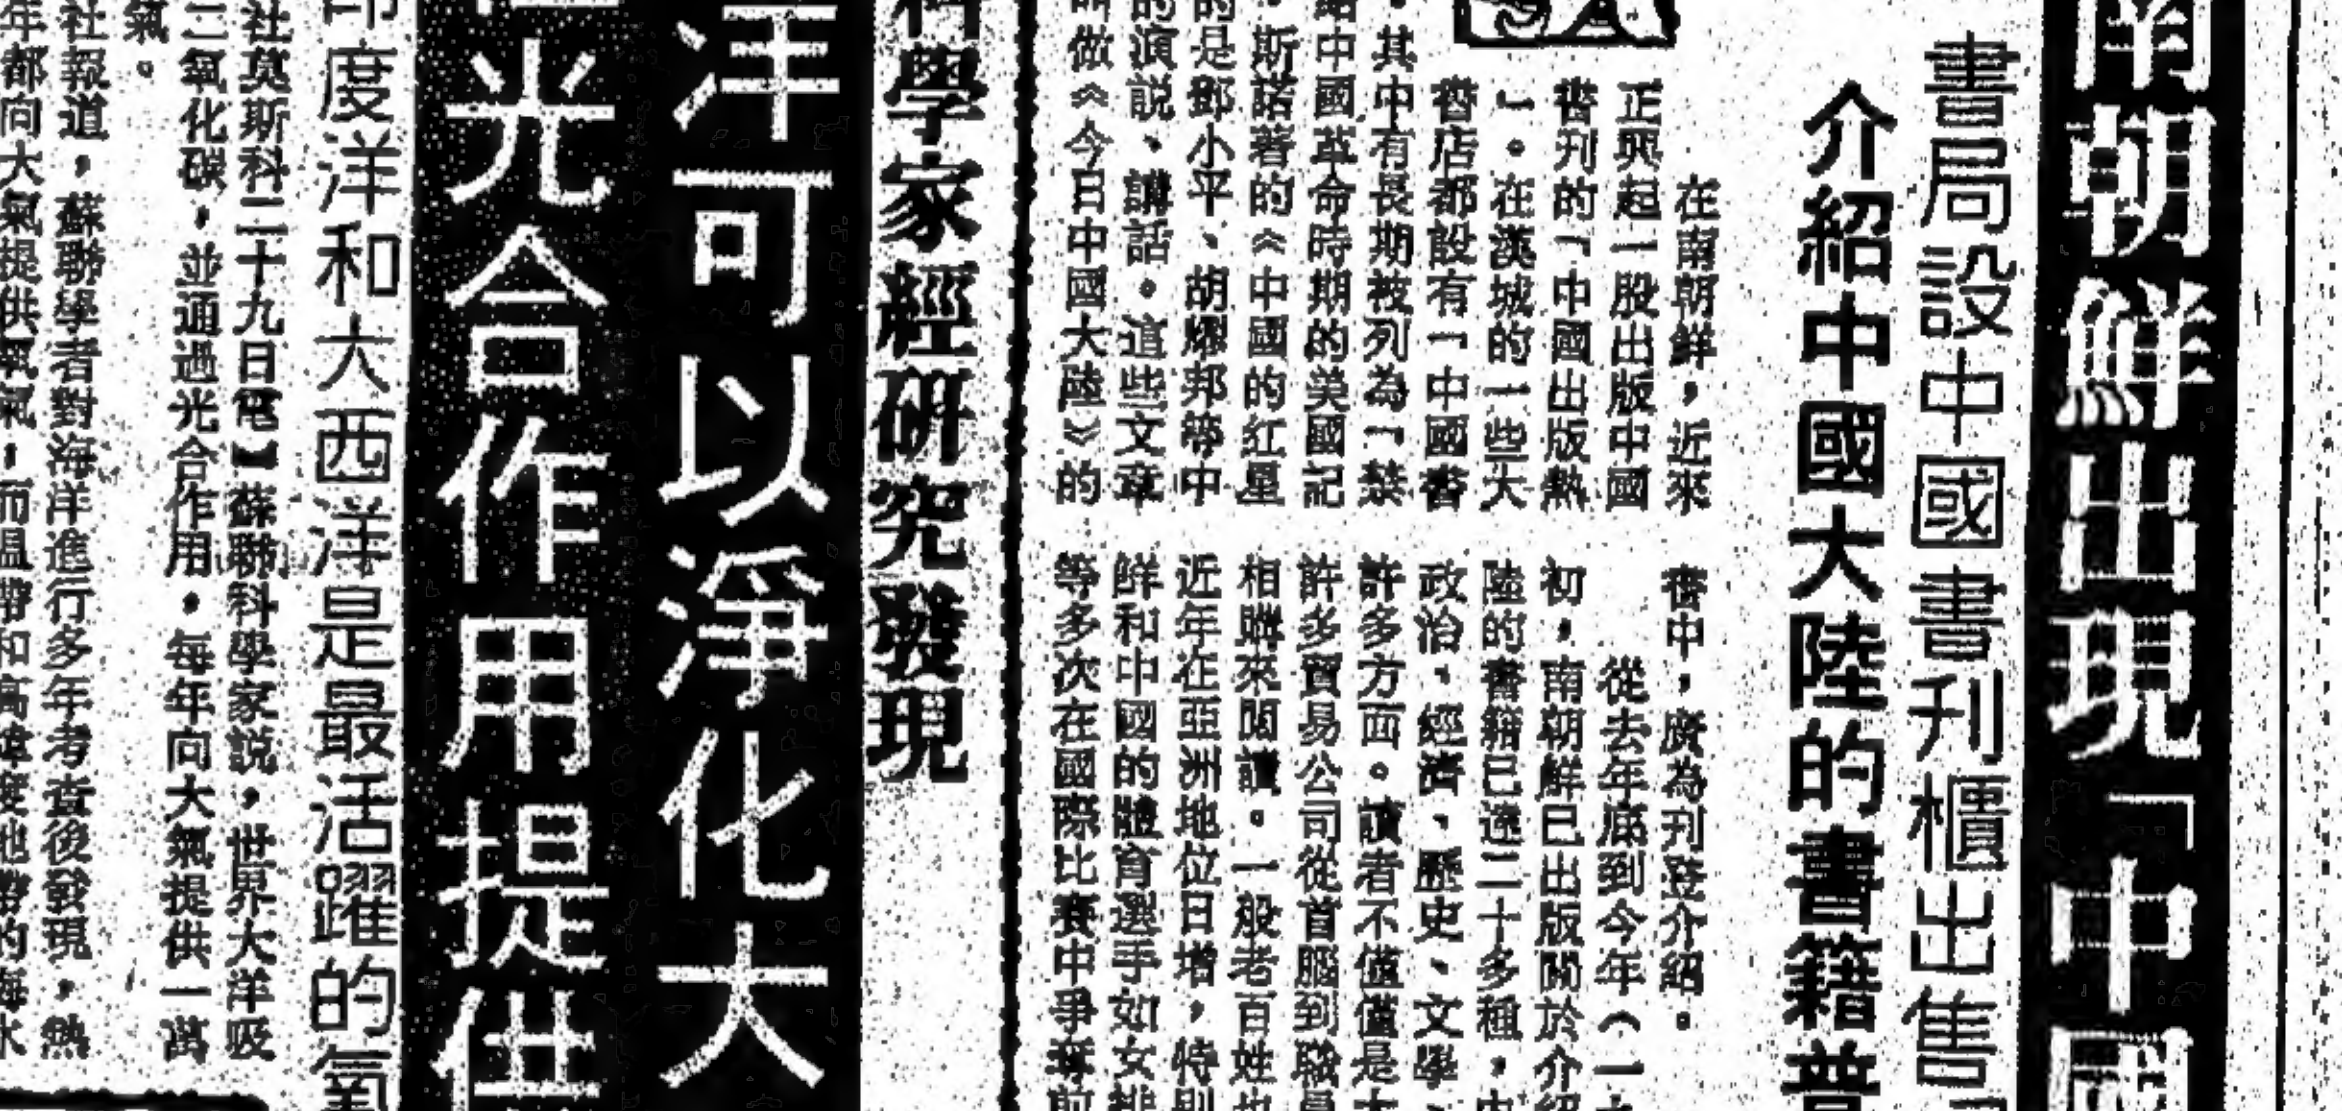 南朝鮮出現「中國
書局設中國書刊櫃出售
介紹中國大陸的書籍普
在南朝鮮，近來
正興起一股出版中國
書刊的「中國出版熱
」。在漢城的一些大
書店都設有「中國書
，其中有長期被列為「禁
紹中國革命時期的美國記
，斯諾著的《中國的紅星
的是鄧小平、胡耀邦等中
的演説、講話。這些文章
叫做《今日中國大陸》的
書中，廣為刊登介紹。
從去年底到今年（一
初，南朝鮮已出版關於介紹
陸的書籍已達二十多種，
政治、經濟、歷史、文學、
許多方面。讀者不僅僅是
許多貿易公司從首腦到職員
相購來閱讀。一般老百姓也
近年在亞洲地位日增，特別
鮮和中國的體育選手如女排
等多次在國際比賽中爭奪前
科學家經研究發現
洋可以淨化大
光合作用提供
印度洋和大西洋是最活躍的氧
社莫斯科二十九日電】蘇聯科學家説，世界大洋吸
二氧化碳，並通過光合作用，每年向大氣提供一萬
氣。
社報道，蘇聯學者對海洋進行多年考查後發現，熱
年都向大氣提供氧氣，而温帶和高緯度地帶的海水